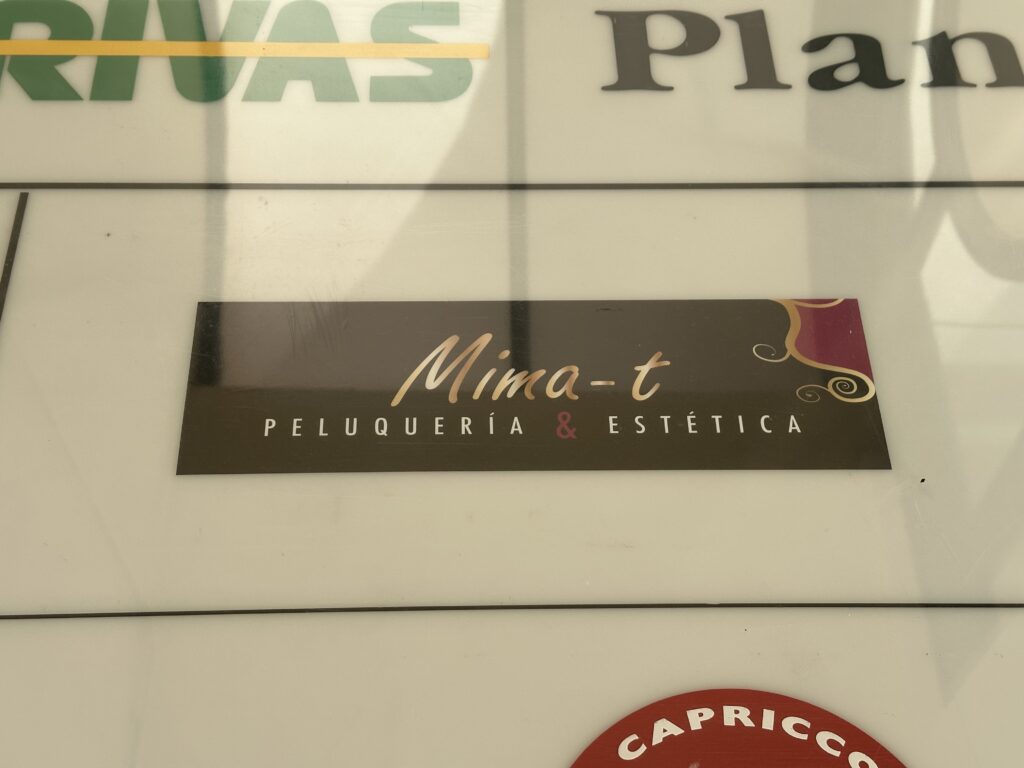 RIVAS
Plan
Mima-t
PELUQUERÍA & ESTÉTICA
CAPRICCO